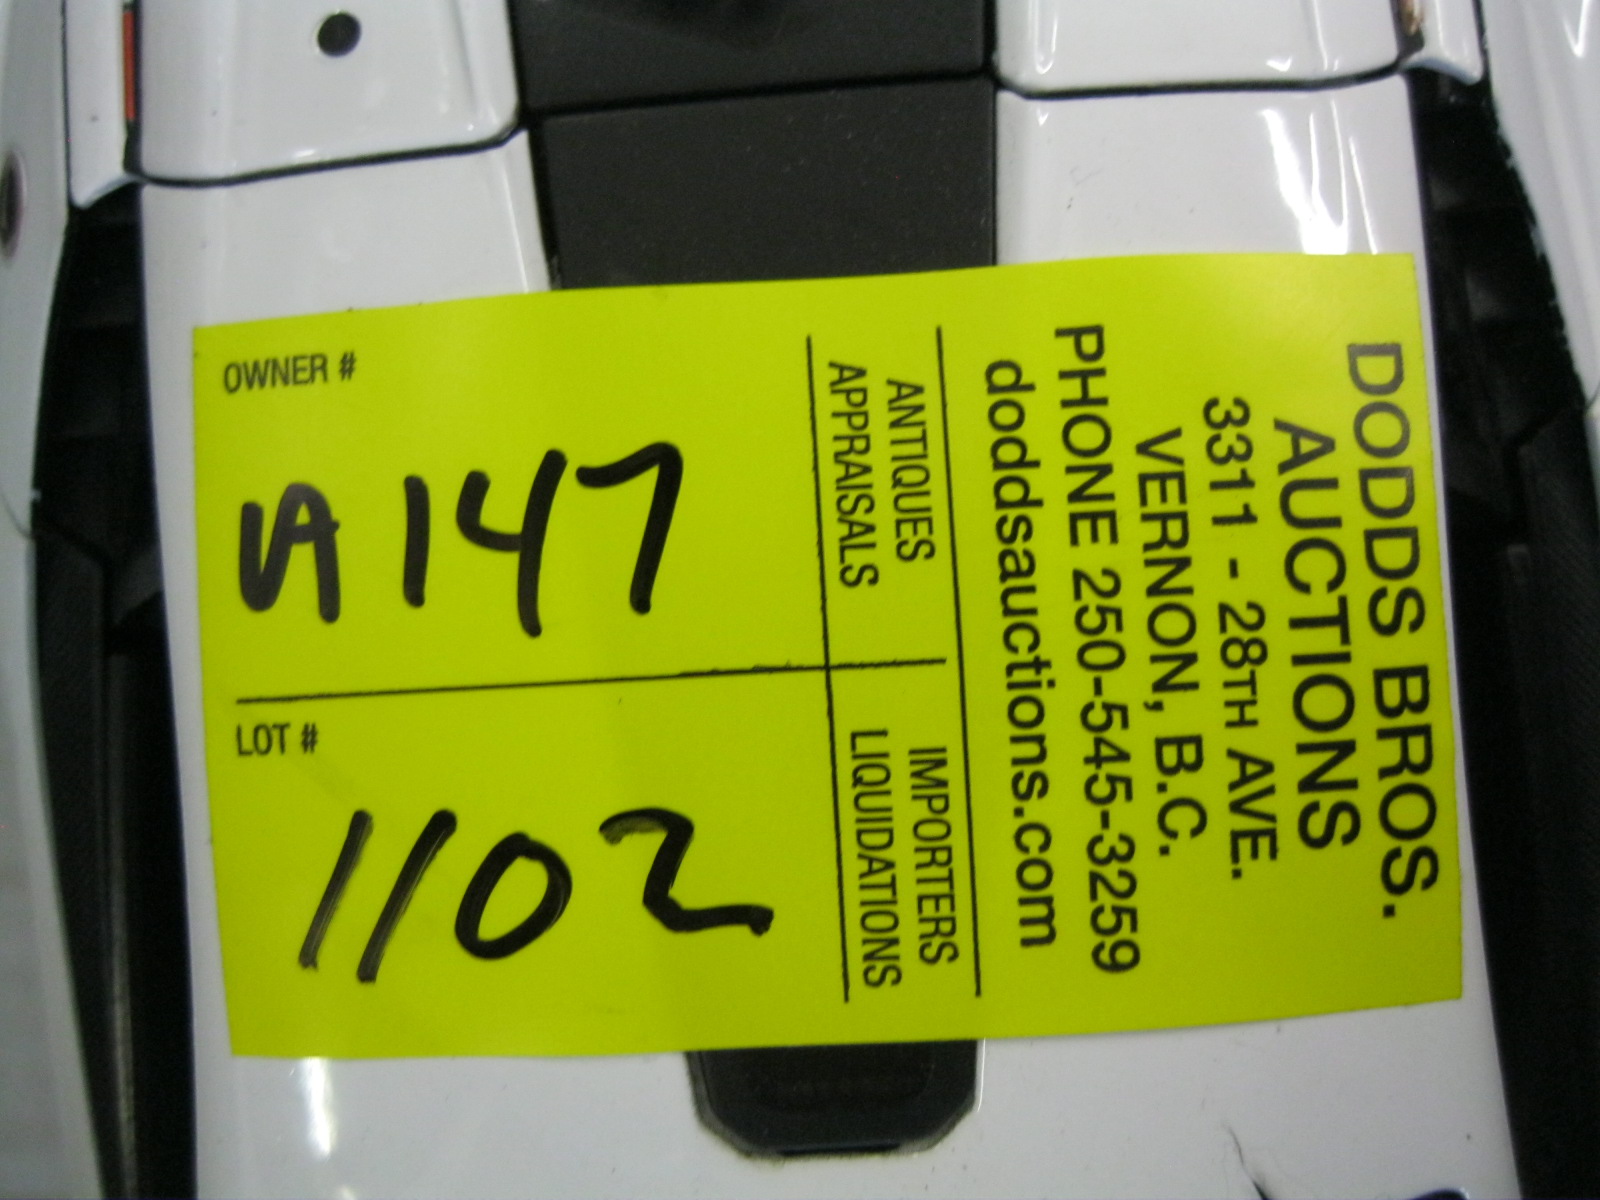 DODDS BROS.
AUCTIONS
3311 - 28TH AVE.
VERNON, B.C.
PHONE 250-545-3259
doddsauctions.com
ANTIQUES
APPRAISALS
IMPORTERS
LIQUIDATIONS
OWNER #
A147
LOT #
1102